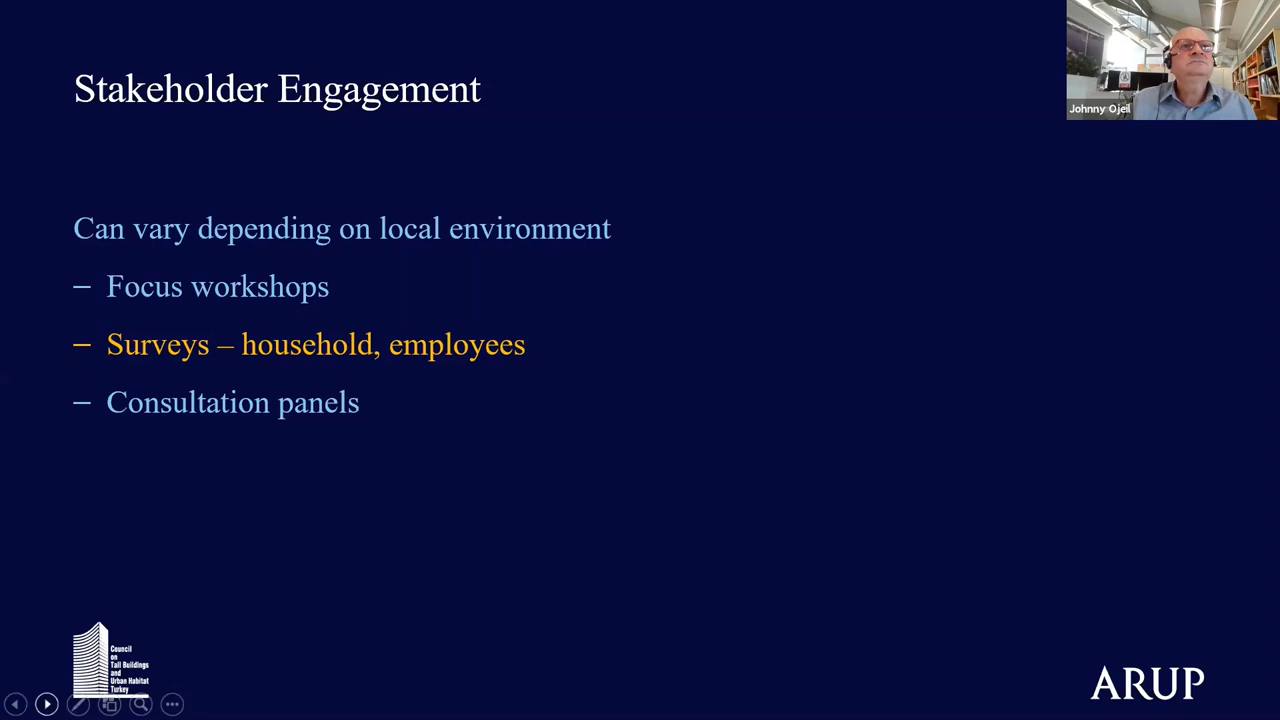 Stakeholder Engagement
Johnny Ojeil
Can vary depending on local environment
– Focus workshops
– Surveys – household, employees
– Consultation panels
Council
on
Tall Buildings
and
Urban Habitat
Turkey
ARUP